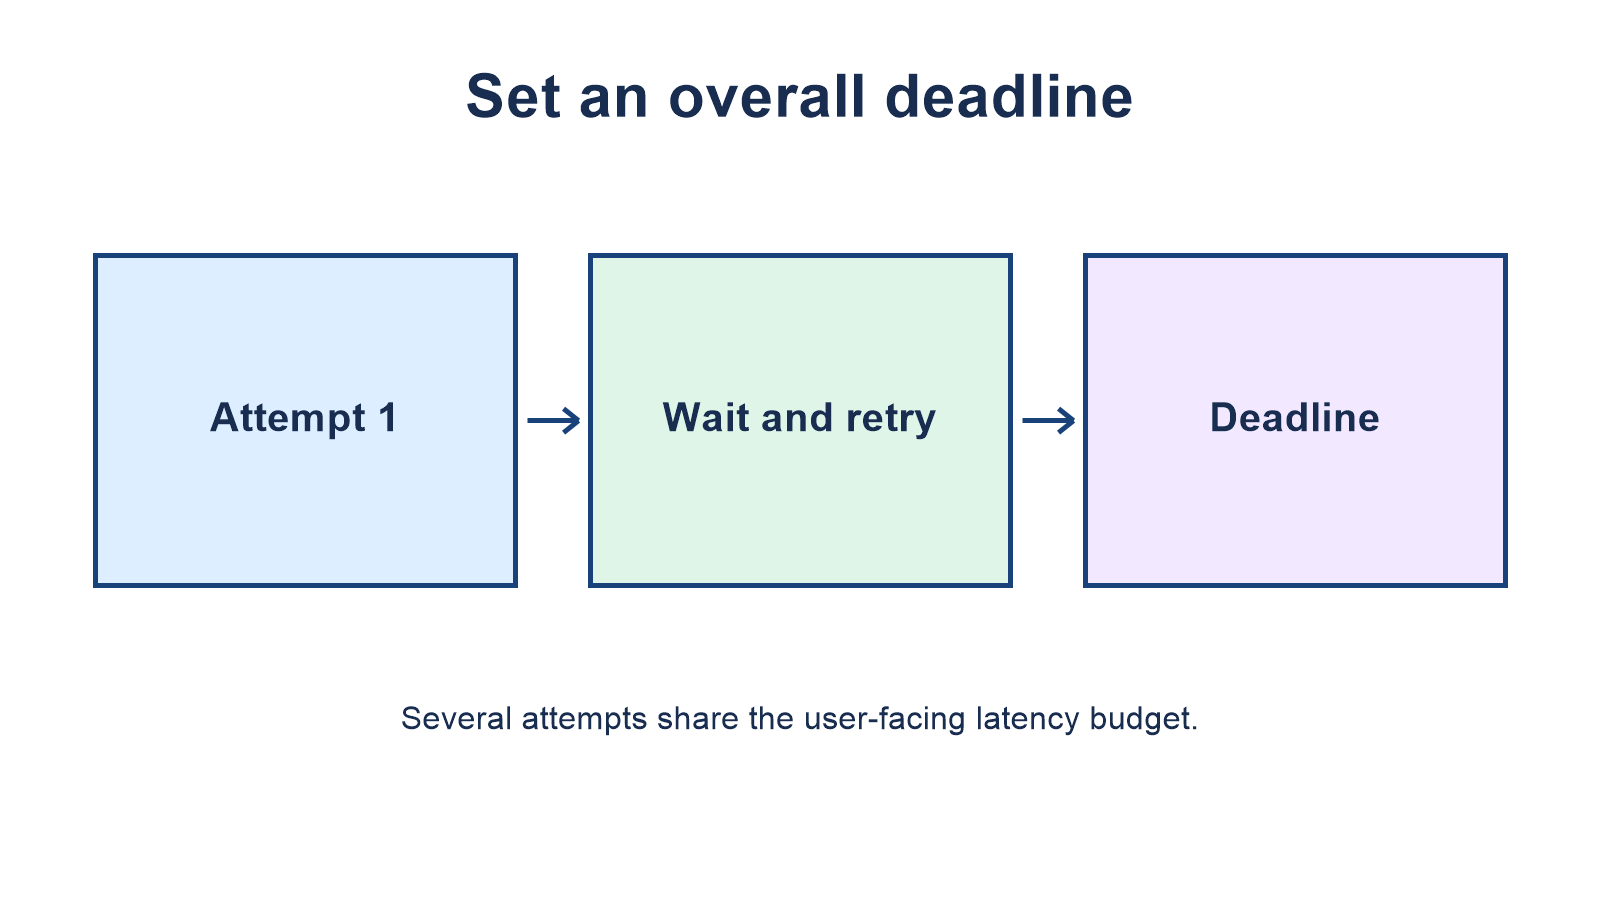 Set an overall deadline
Attempt 1
Wait and retry
Deadline
Several attempts share the user-facing latency budget.